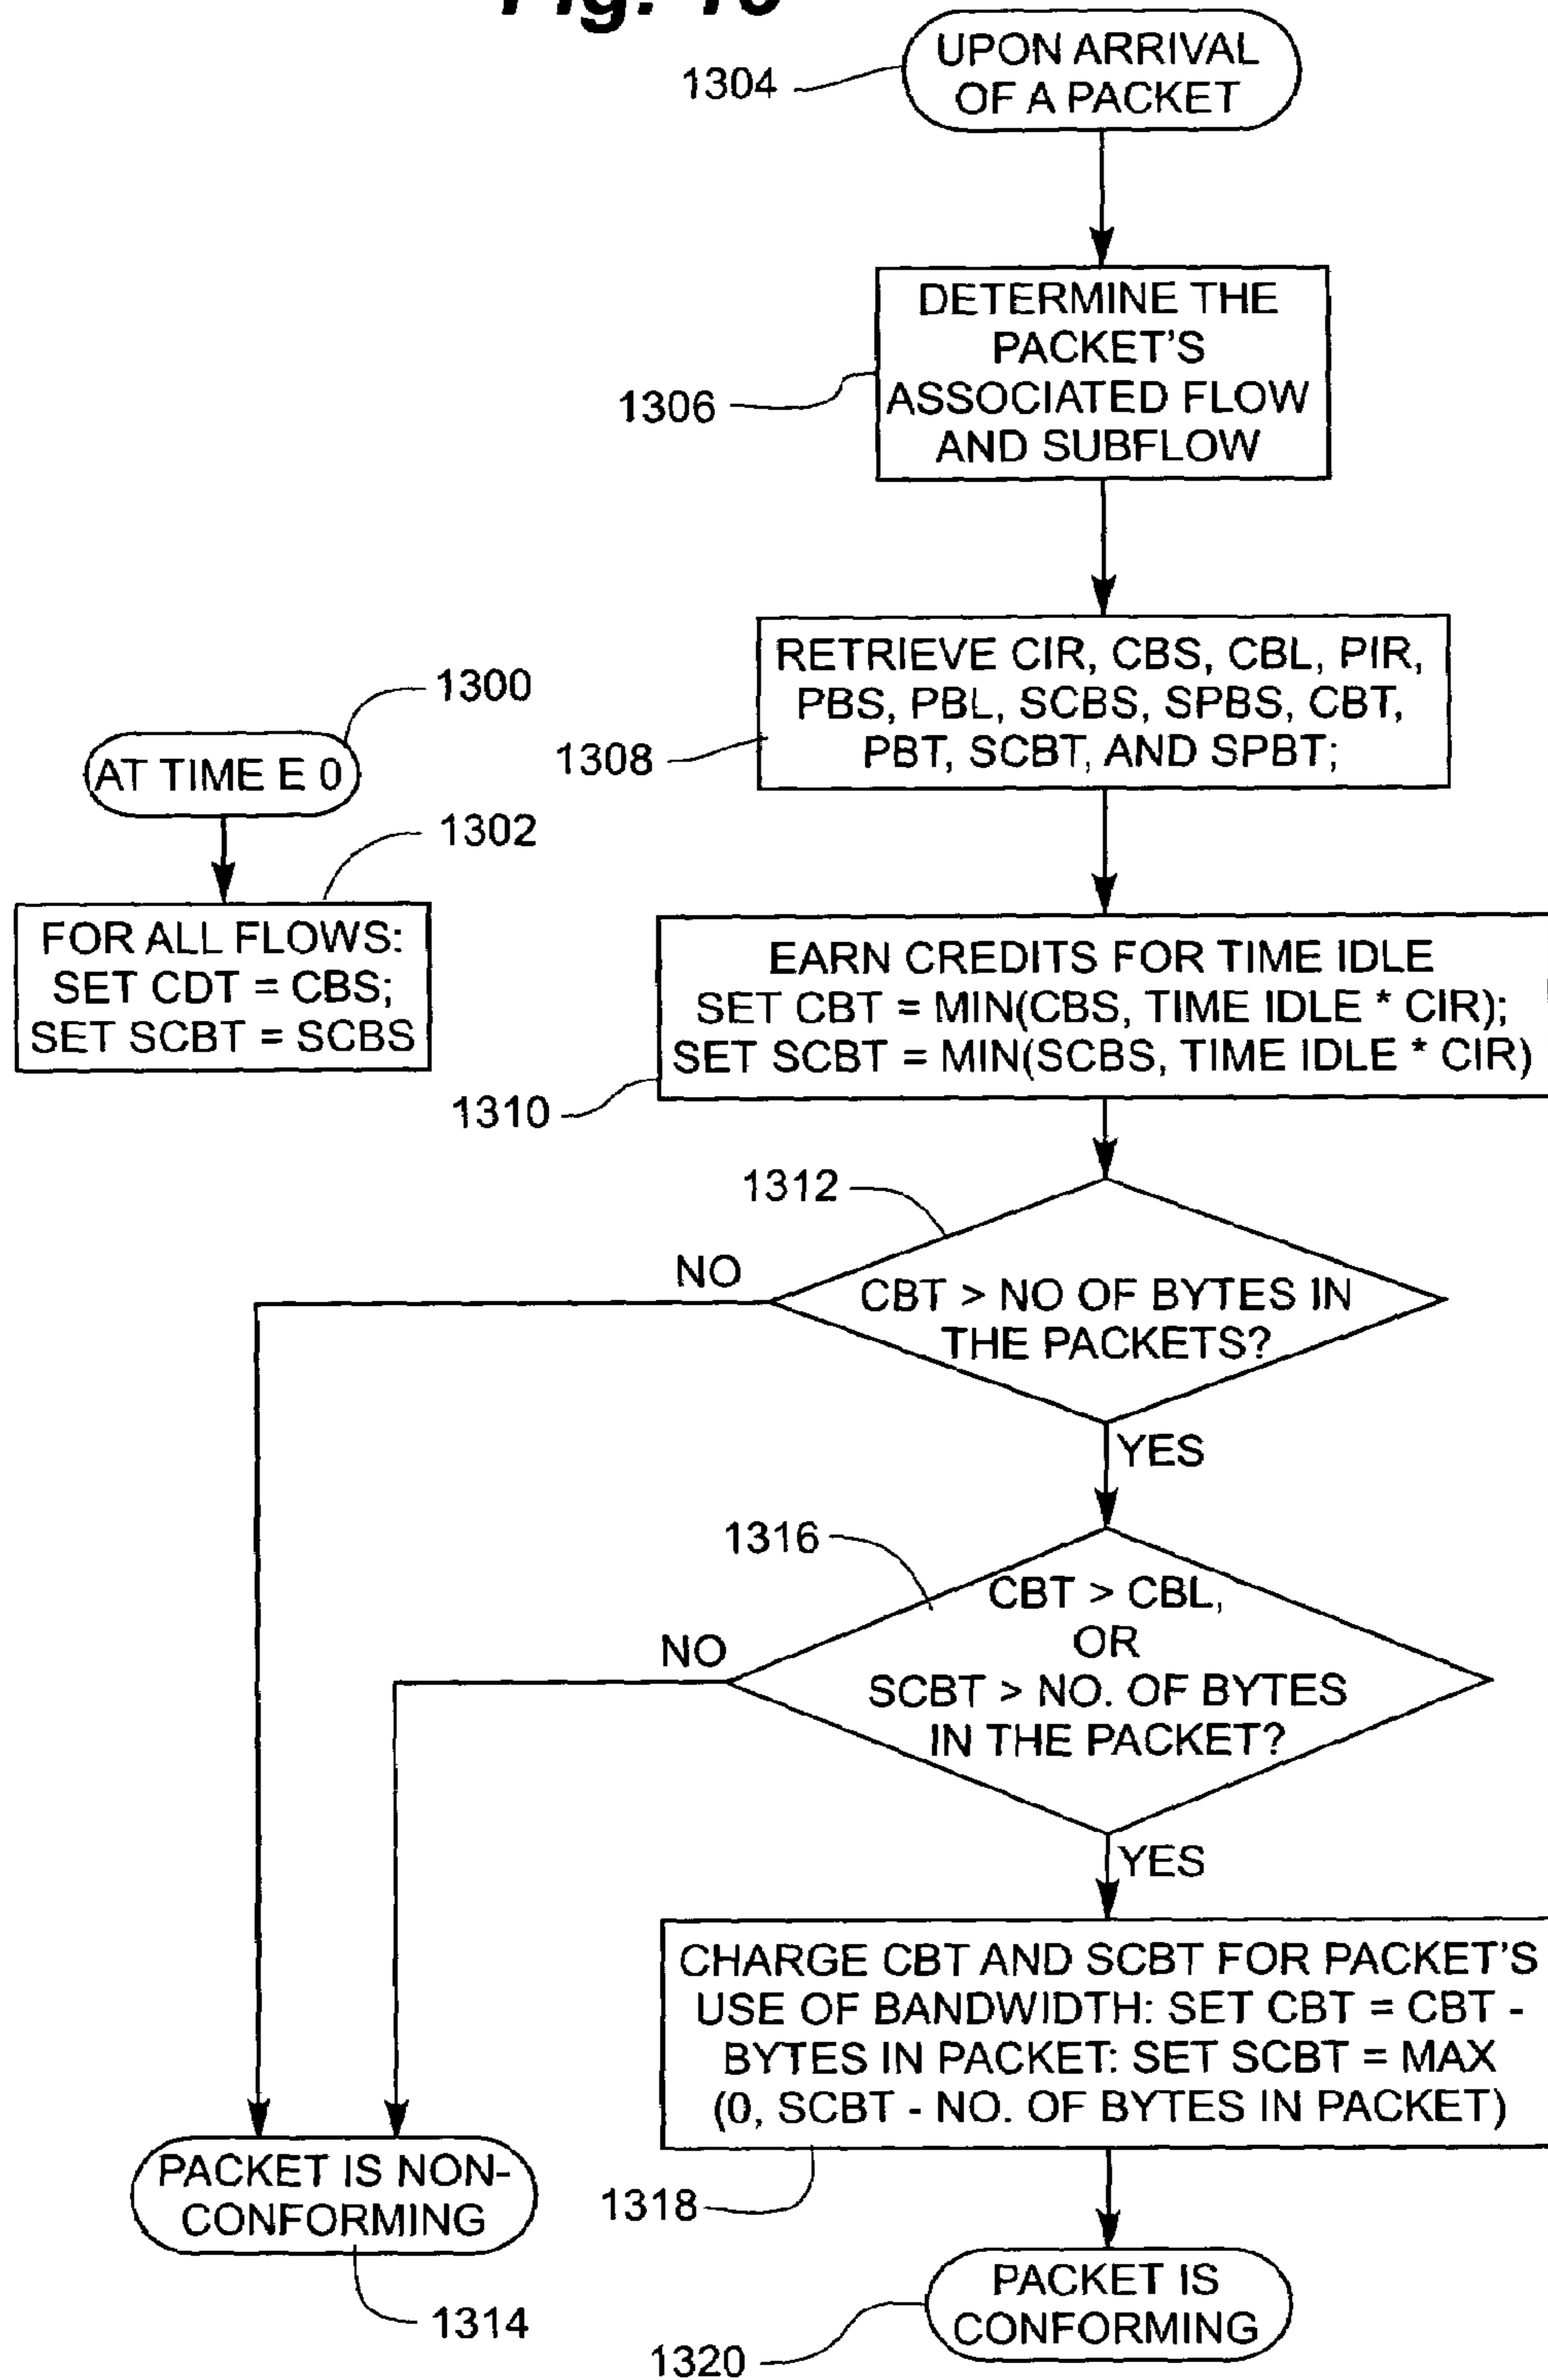 Fig. 13
UPON ARRIVAL
OF A PACKET
1304
DETERMINE THE
PACKET'S
ASSOCIATED FLOW
AND SUBFLOW
1306
RETRIEVE CIR, CBS, CBL, PIR,
PBS, PBL, SCBS, SPBS, CBT,
PBT, SCBT, AND SPBT;
1308
1300
AT TIME E 0
1302
FOR ALL FLOWS:
SET CDT = CBS;
SET SCBT = SCBS
EARN CREDITS FOR TIME IDLE
SET CBT = MIN(CBS, TIME IDLE * CIR);
SET SCBT = MIN(SCBS, TIME IDLE * CIR)
1310
1312
NO
CBT > NO OF BYTES IN
THE PACKETS?
YES
1316
CBT > CBL,
OR
SCBT > NO. OF BYTES
IN THE PACKET?
NO
YES
CHARGE CBT AND SCBT FOR PACKET'S
USE OF BANDWIDTH: SET CBT = CBT -
BYTES IN PACKET: SET SCBT = MAX
(0, SCBT - NO. OF BYTES IN PACKET)
1318
PACKET IS NON-
CONFORMING
1314
PACKET IS
CONFORMING
1320